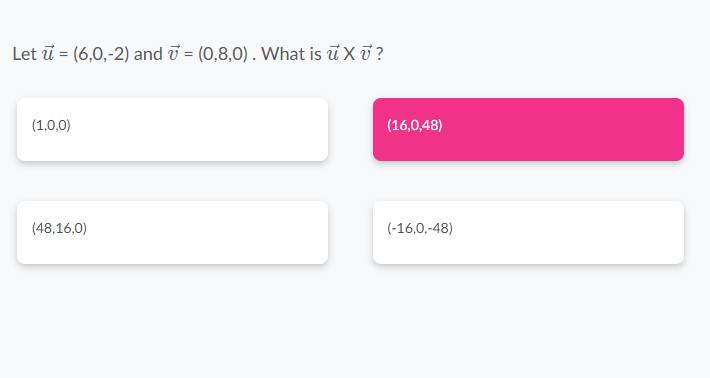 Let u⃗ = (6,0,-2) and v⃗ = (0,8,0) . What is u⃗ X v⃗ ?
(1,0,0)
(16,0,48)
(48,16,0)
(-16,0,-48)